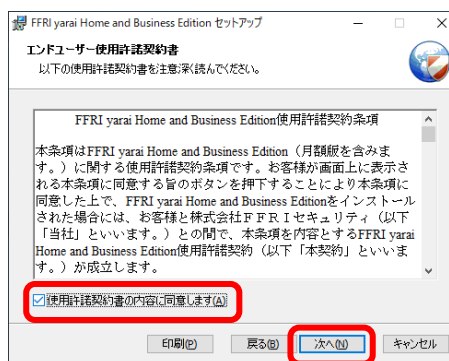 FFRI yarai Home and Business Edition セットアップ
エンドユーザー使用許諾契約書
以下の使用許諾契約書を注意深く読んでください。
FFRI yarai Home and Business Edition使用許諾契約条項
本条項はFFRI yarai Home and Business Edition（月額版を含みま
す。）に関する使用許諾契約条項です。お客様が画面上に表示さ
れる本条項に同意する旨のボタンを押下することにより本条項に
同意した上で、FFRI yarai Home and Business Editionをインストール
された場合には、お客様と株式会社ＦＦＲＩセキュリティ（以下
「当社」といいます。）との間で、本条項を内容とするFFRI yarai
Home and Business Edition使用許諾契約（以下「本契約」といいま
す。）が成立します。
使用許諾契約書の内容に同意します(A)
印刷(P) 戻る(B) 次へ(N) キャンセル